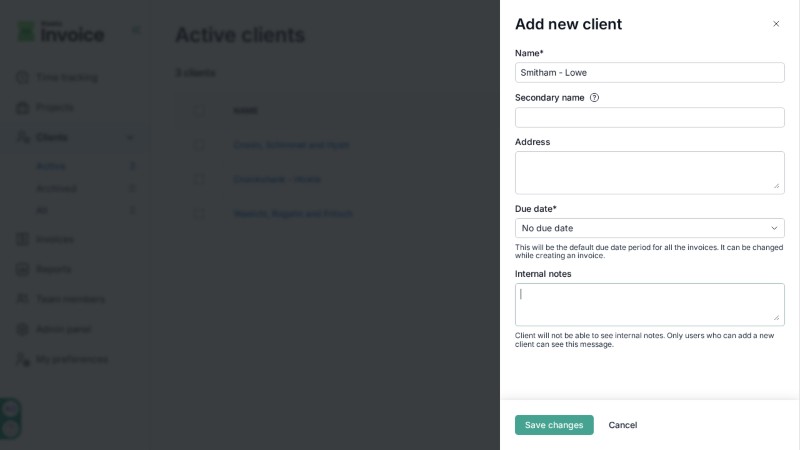 Invoice
Time tracking
Projects
Clients
Active
Archived
All
Invoices
Reports
Team members
Admin panel
My preferences
Active clients
3 clients
NAME
Add new client
Name*
Smitham - Lowe
Secondary name ?
Address
Due date*
No due date
This will be the default due date period for all the invoices. It can be changed
while creating an invoice.
Internal notes
Client will not be able to see internal notes. Only users who can add a new
client can see this message.
Save changes
Cancel